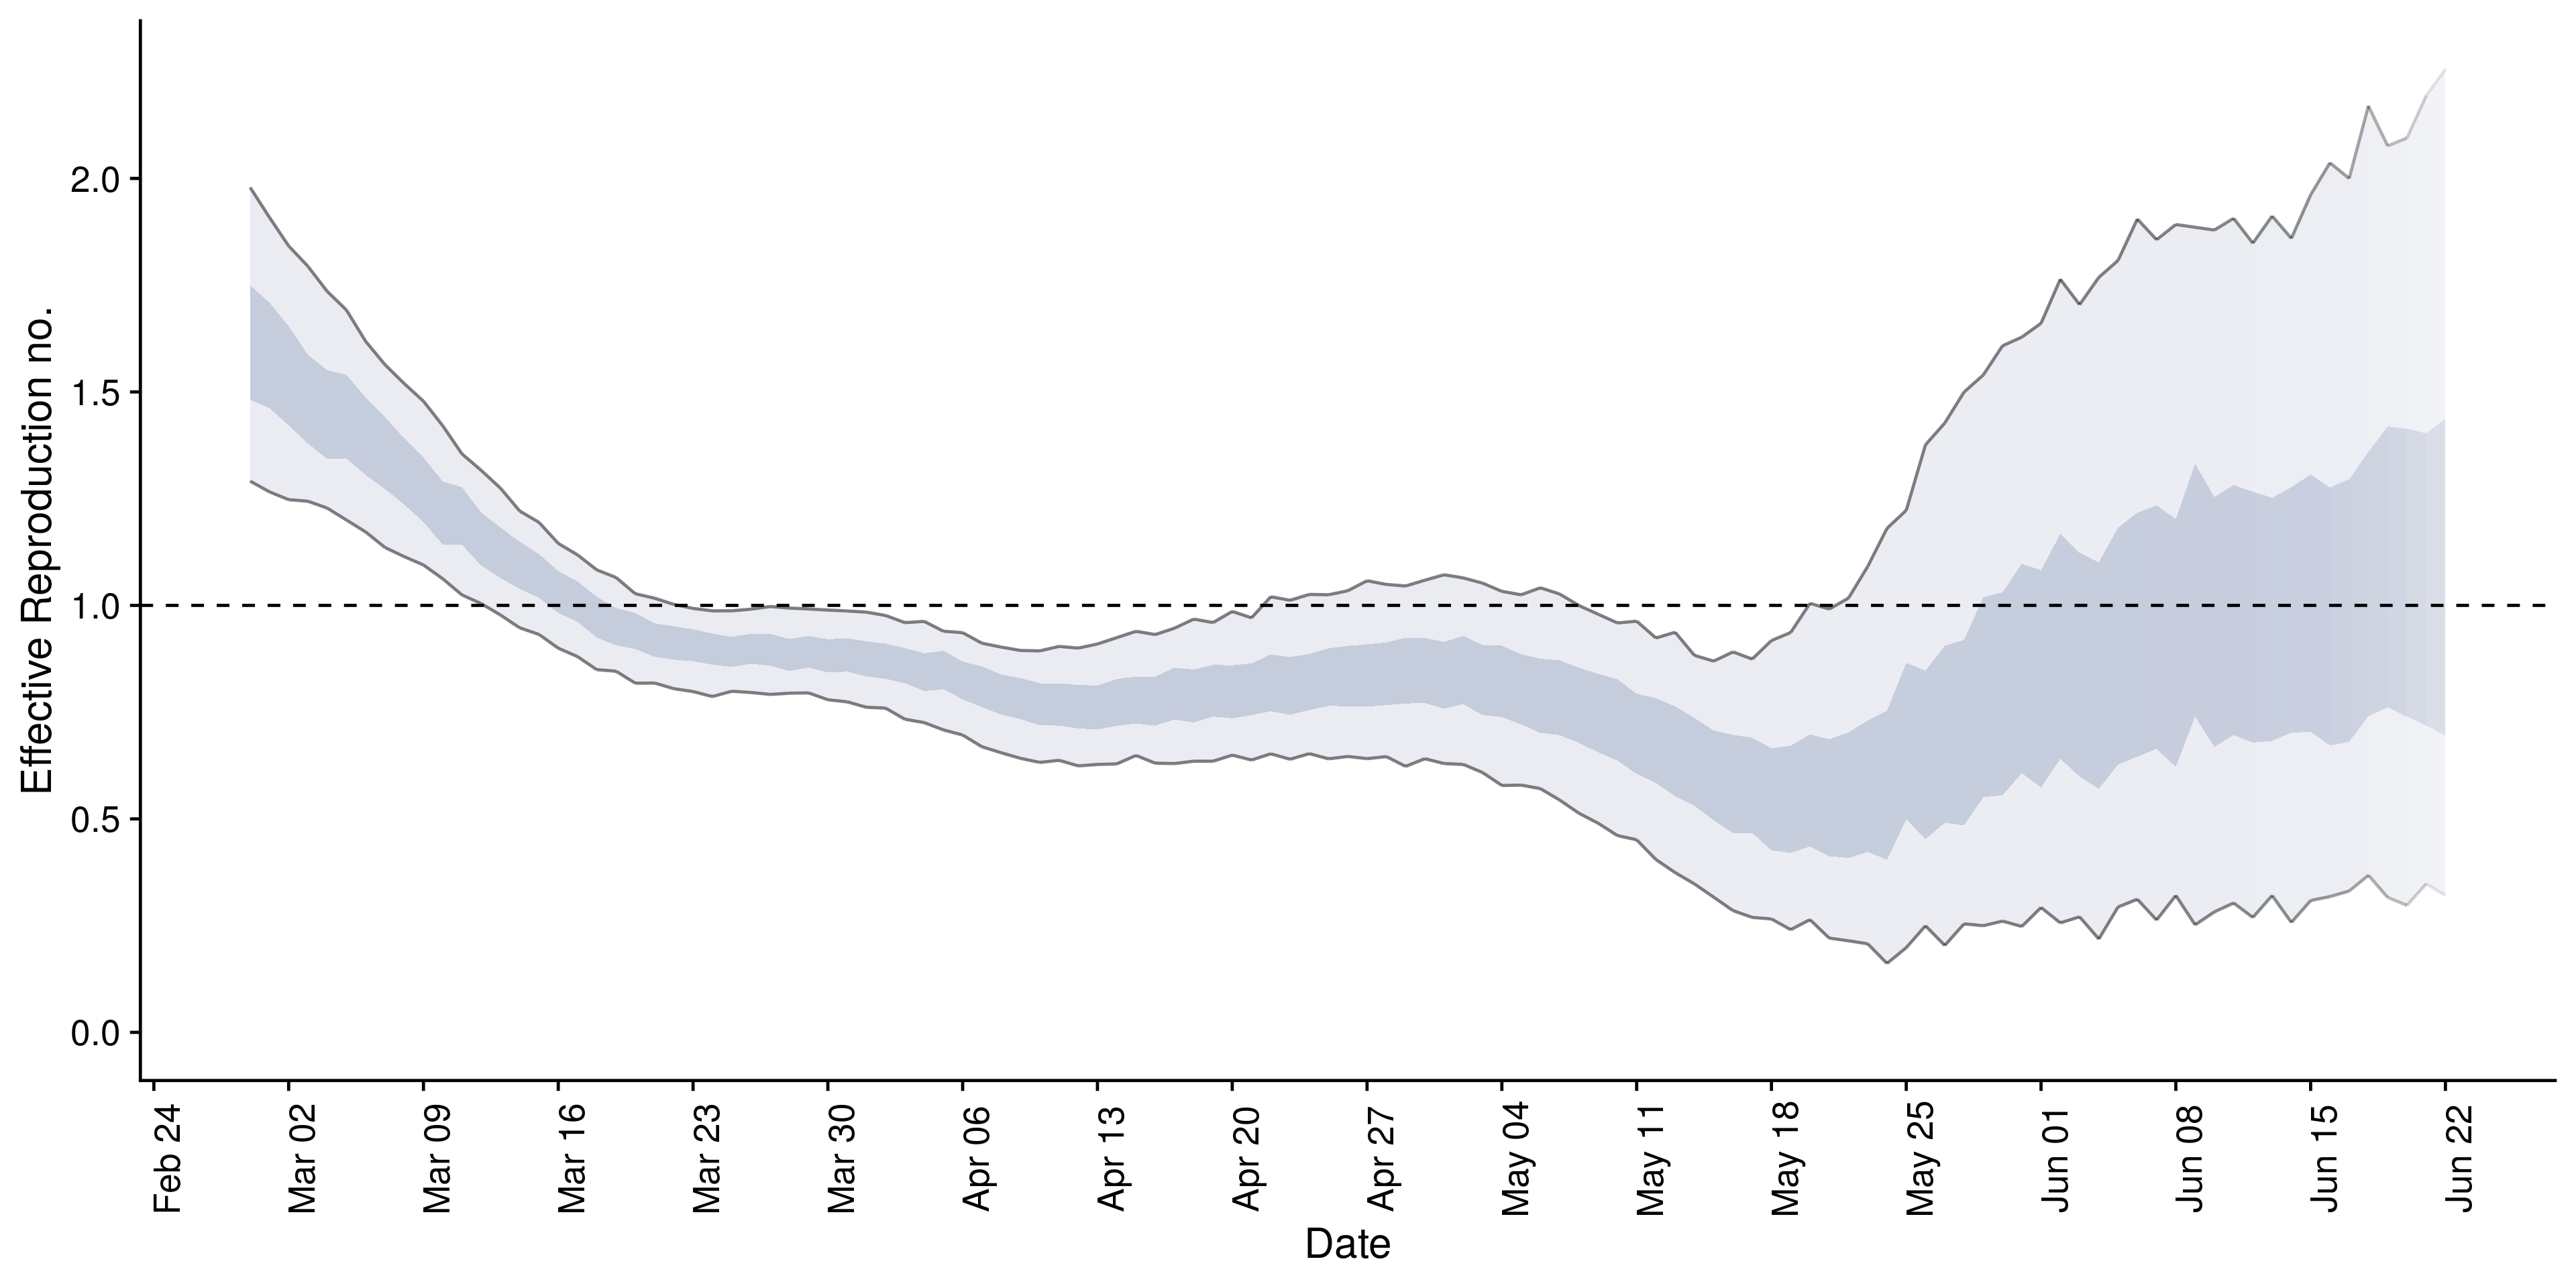 Effective Reproduction no.
2.0
1.5
1.0
0.5
0.0
Feb 24
Mar 02
Mar 09
Mar 16
Mar 23
Mar 30
Apr 06
Apr 13
Apr 20
Apr 27
May 04
May 11
May 18
May 25
Jun 01
Jun 08
Jun 15
Jun 22
Date